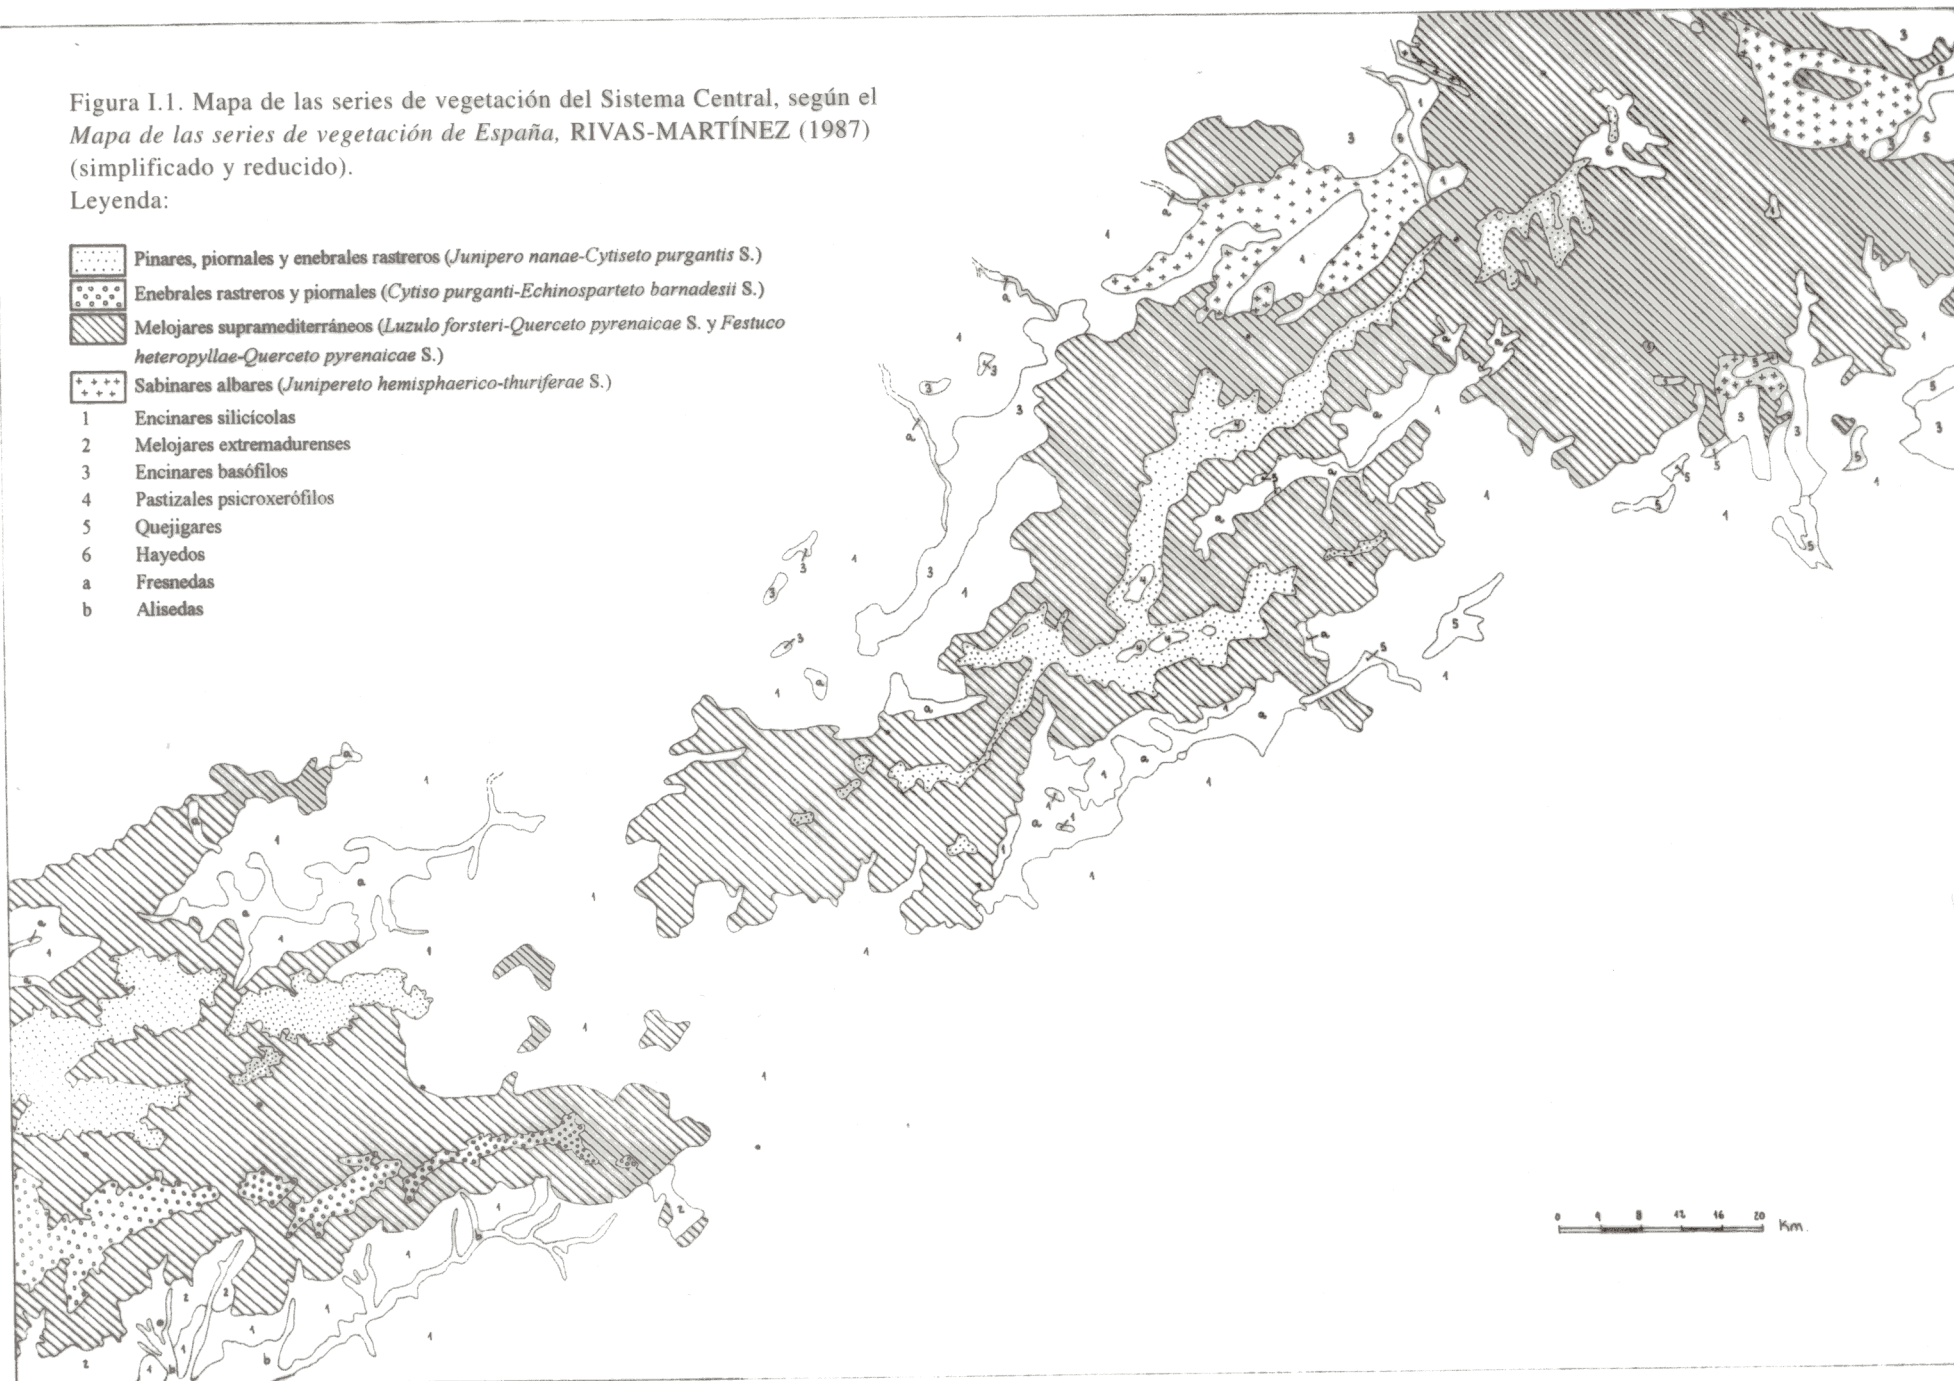 Figura I.1. Mapa de las series de vegetación del Sistema Central, según el
Mapa de las series de vegetación de España, RIVAS-MARTÍNEZ (1987)
(simplificado y reducido).
Leyenda:
Pinares, piornales y enebrales rastreros (Junipero nanae-Cytiseto purgantis S.)
Enebrales rastreros y piornales (Cytiso purganti-Echinosparteto barnadesii S.)
Melojares supramediterráneos (Luzulo forsteri-Querceto pyrenaicae S. y Festuco
heteropyllae-Querceto pyrenaicae S.)
Sabinares albares (Junipereto hemisphaerico-thuriferae S.)
1 Encinares silicícolas
2 Melojares extremadurenses
3 Encinares basófilos
4 Pastizales psicroxerófilos
5 Quejigares
6 Hayedos
a Fresnedas
b Alisedas
0 4 8 12 16 20 Km.